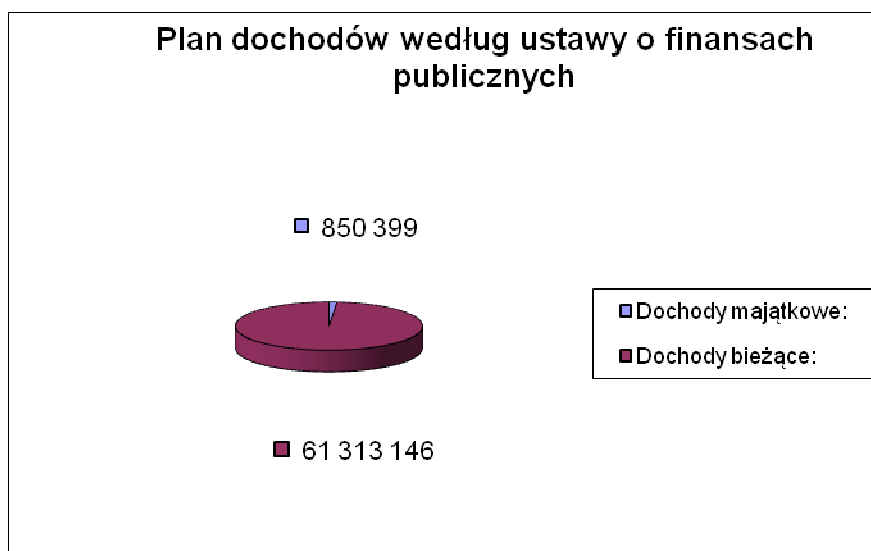 Plan dochodów według ustawy o finansach
publicznych
850 399
Dochody majątkowe:
Dochody bieżące:
61 313 146